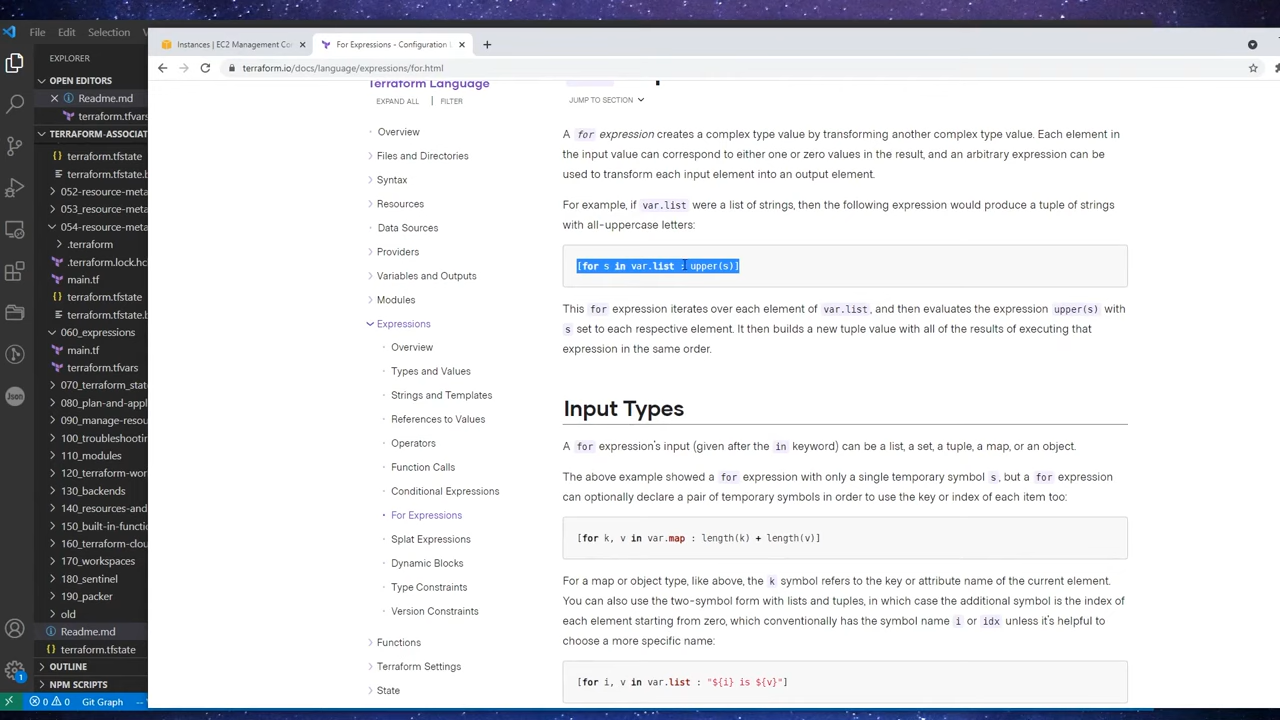 File Edit Selection
Instances | EC2 Management Co
For Expressions - Configuration
terraform.io/docs/language/expressions/for.html
EXPLORER
OPEN EDITORS
Readme.md
terraform.tfvars
TERRAFORM-ASSOCIAT
terraform.tfstate
terraform.tfstate.b
052-resource-meta
053_resource-meta
054-resource-meta
.terraform
.terraform.lock.hc
main.tf
terraform.tfstate
terraform.tfstate.b
060_expressions
main.tf
terraform.tfvars
070_terraform_stat
080_plan-and-appl
090_manage-resou
100_troubleshootin
110_modules
120_terraform-wor
130_backends
140_resources-and
150_built-in-functio
160_terraform-clou
170_workspaces
180_sentinel
190_packer
old
Readme.md
terraform.tfstate
OUTLINE
NPM SCRIPTS
Json
1
0 0 Git Graph
Terraform Language
EXPAND ALL | FILTER
Overview
Files and Directories
Syntax
Resources
Data Sources
Providers
Variables and Outputs
Modules
Expressions
Overview
Types and Values
Strings and Templates
References to Values
Operators
Function Calls
Conditional Expressions
For Expressions
Splat Expressions
Dynamic Blocks
Type Constraints
Version Constraints
Functions
Terraform Settings
State
JUMP TO SECTION
A for expression creates a complex type value by transforming another complex type value. Each element in
the input value can correspond to either one or zero values in the result, and an arbitrary expression can be
used to transform each input element into an output element.
For example, if var.list were a list of strings, then the following expression would produce a tuple of strings
with all-uppercase letters:
[for s in var.list : upper(s)]
This for expression iterates over each element of var.list, and then evaluates the expression upper(s) with
s set to each respective element. It then builds a new tuple value with all of the results of executing that
expression in the same order.
Input Types
A for expression's input (given after the in keyword) can be a list, a set, a tuple, a map, or an object.
The above example showed a for expression with only a single temporary symbol s, but a for expression
can optionally declare a pair of temporary symbols in order to use the key or index of each item too:
[for k, v in var.map : length(k) + length(v)]
For a map or object type, like above, the k symbol refers to the key or attribute name of the current element.
You can also use the two-symbol form with lists and tuples, in which case the additional symbol is the index of
each element starting from zero, which conventionally has the symbol name i or idx unless it's helpful to
choose a more specific name:
[for i, v in var.list : "${i} is ${v}"]